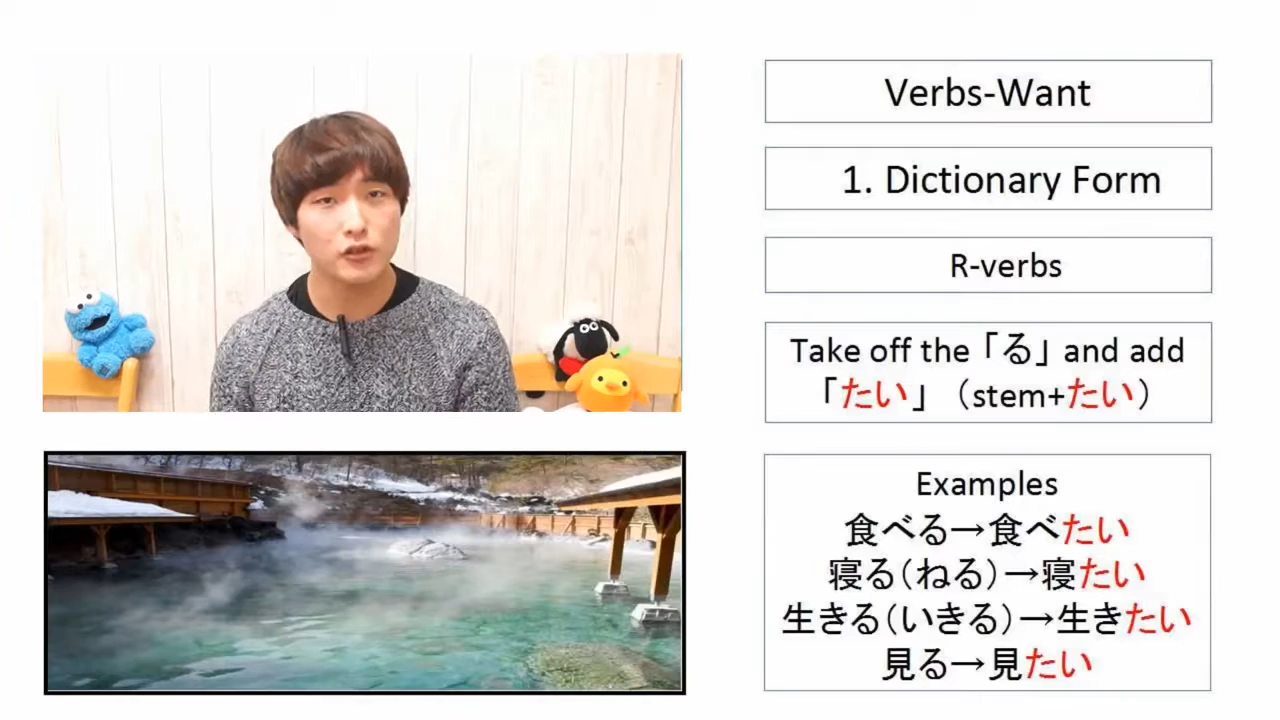 Verbs-Want
1. Dictionary Form
R-verbs
Take off the「る」and add
「たい」（stem+たい）
Examples
食べる→食べたい
寝る（ねる）→寝たい
生きる（いきる）→生きたい
見る→見たい